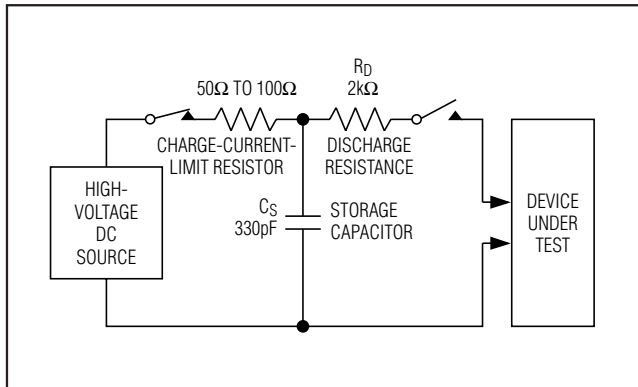 R_D
50Ω TO 100Ω
2kΩ
CHARGE-CURRENT-
LIMIT RESISTOR
DISCHARGE
RESISTANCE
HIGH-
VOLTAGE
DC
SOURCE
C_S
330pF
STORAGE
CAPACITOR
DEVICE
UNDER
TEST